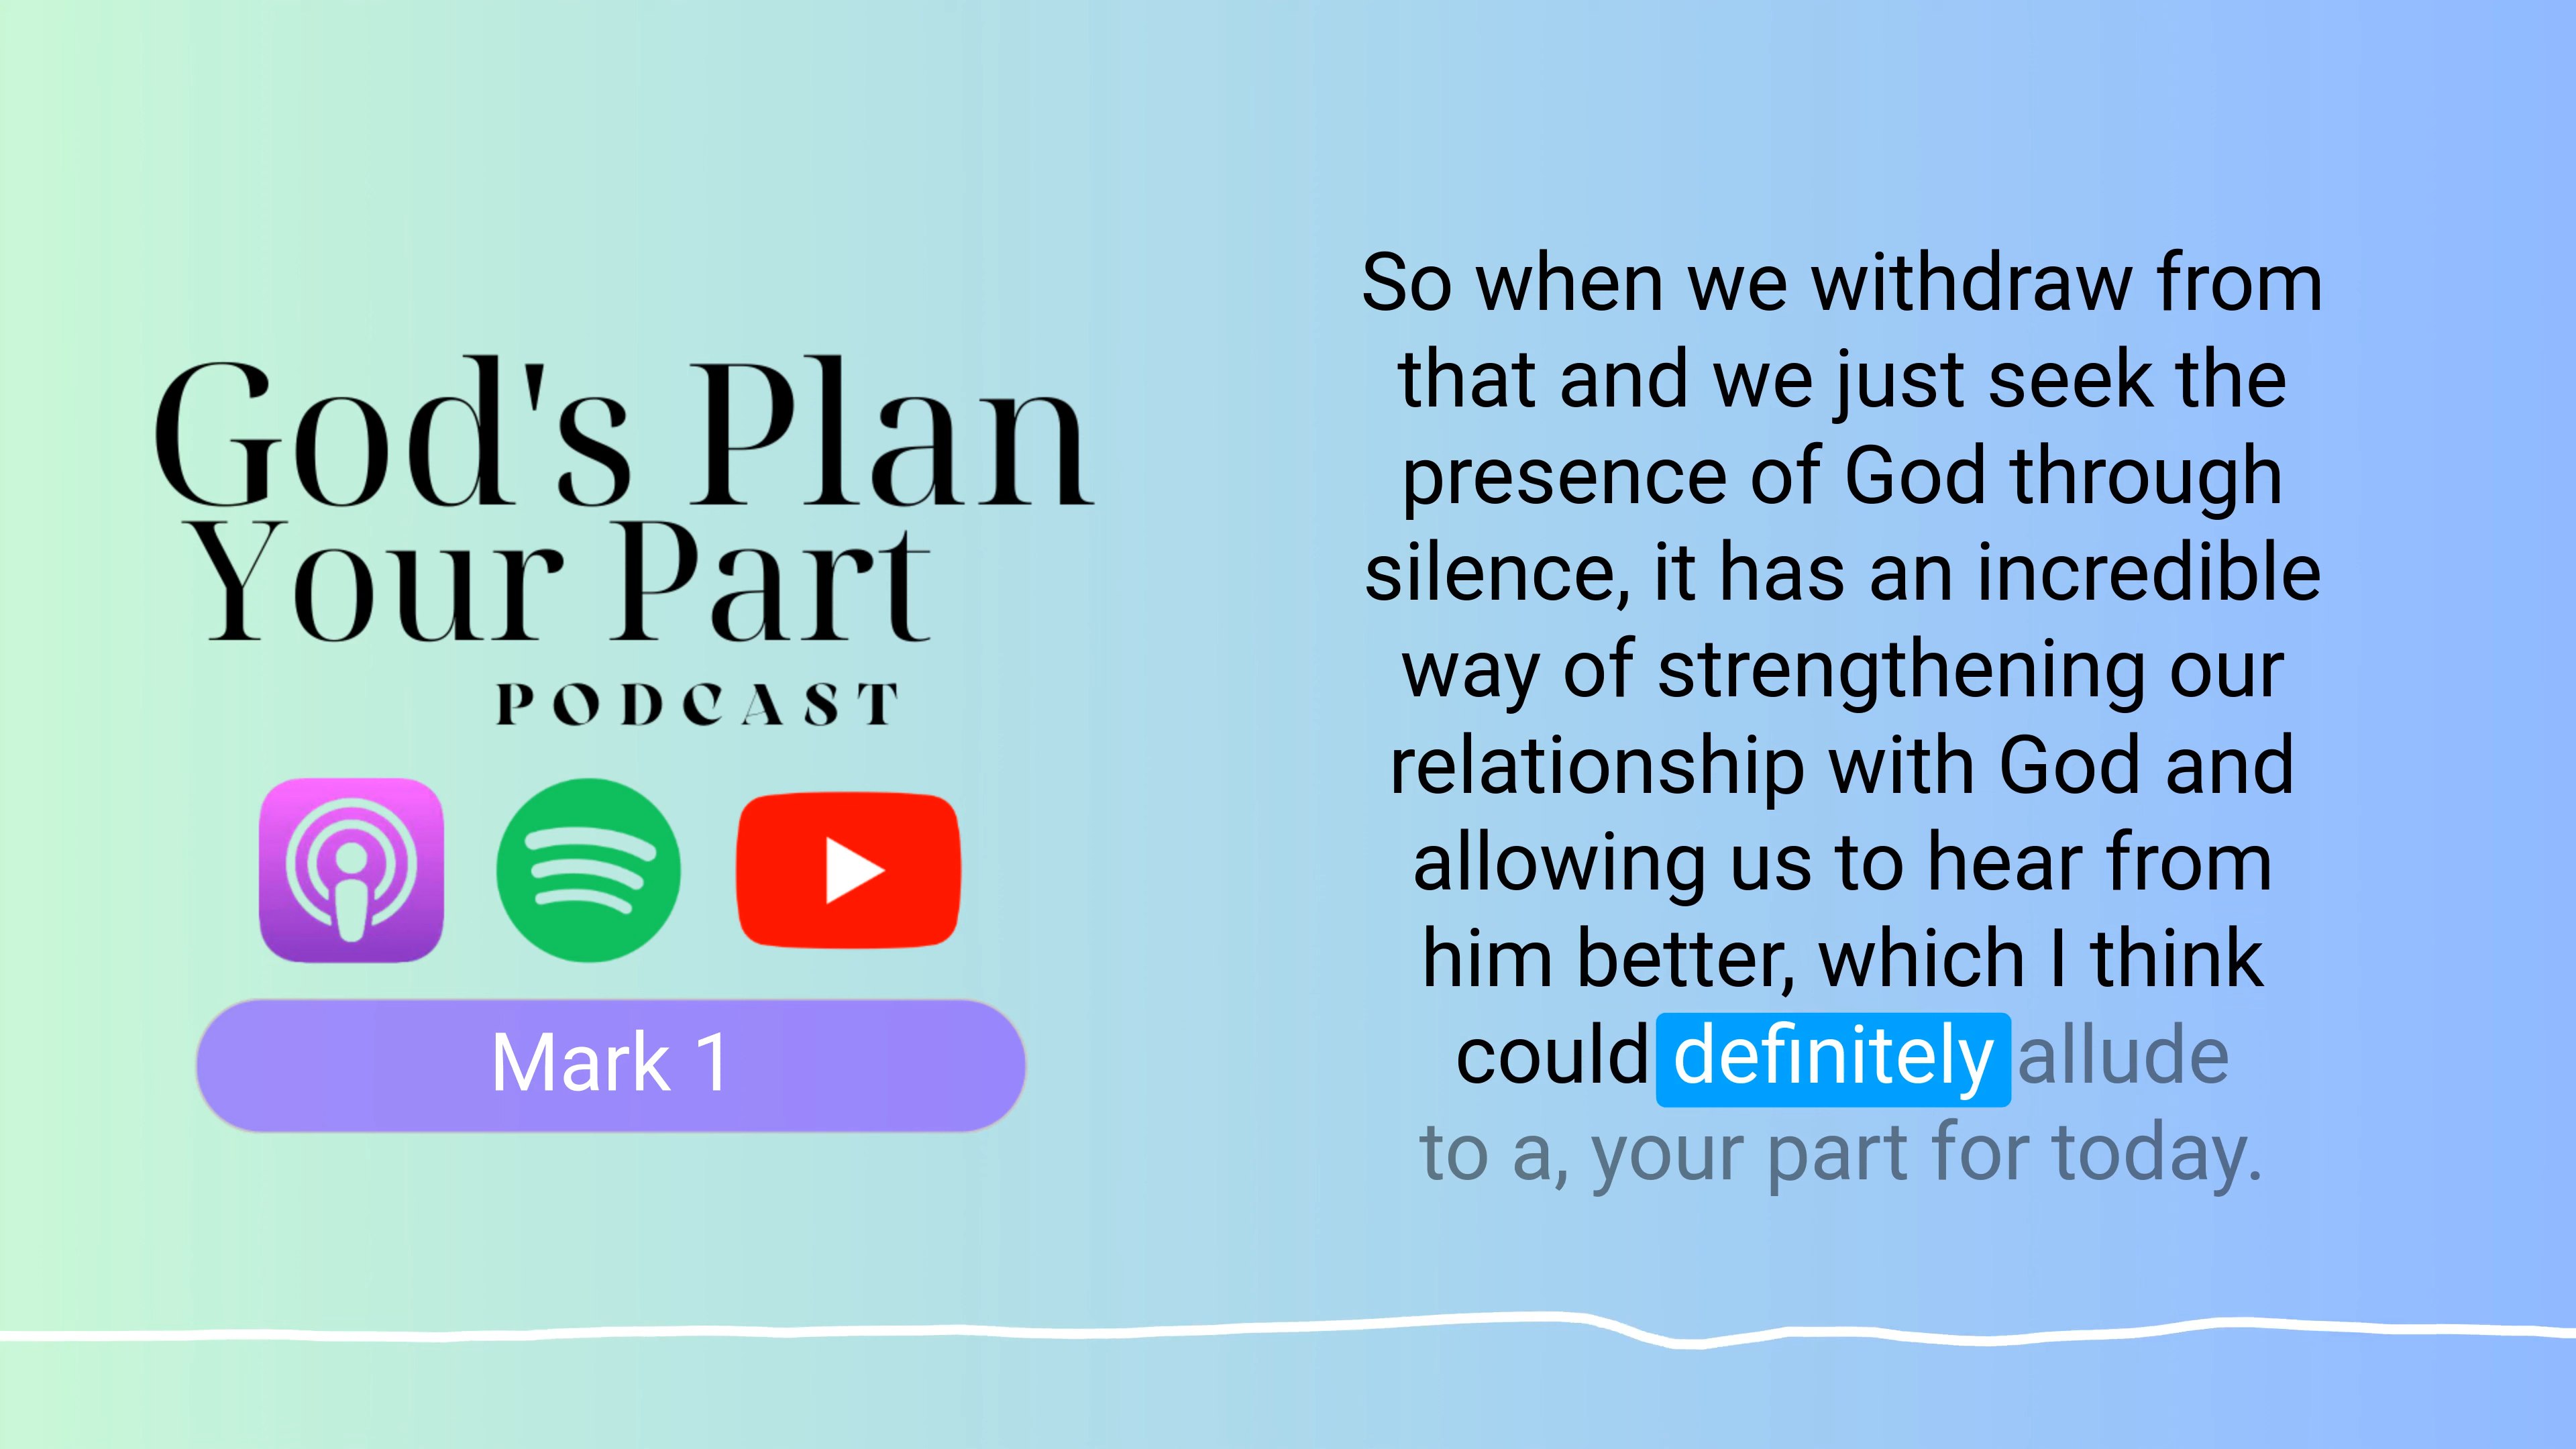 God's Plan
Your Part
PODCAST
Mark 1
So when we withdraw from
that and we just seek the
presence of God through
silence, it has an incredible
way of strengthening our
relationship with God and
allowing us to hear from
him better, which I think
could definitely allude
to a, your part for today.